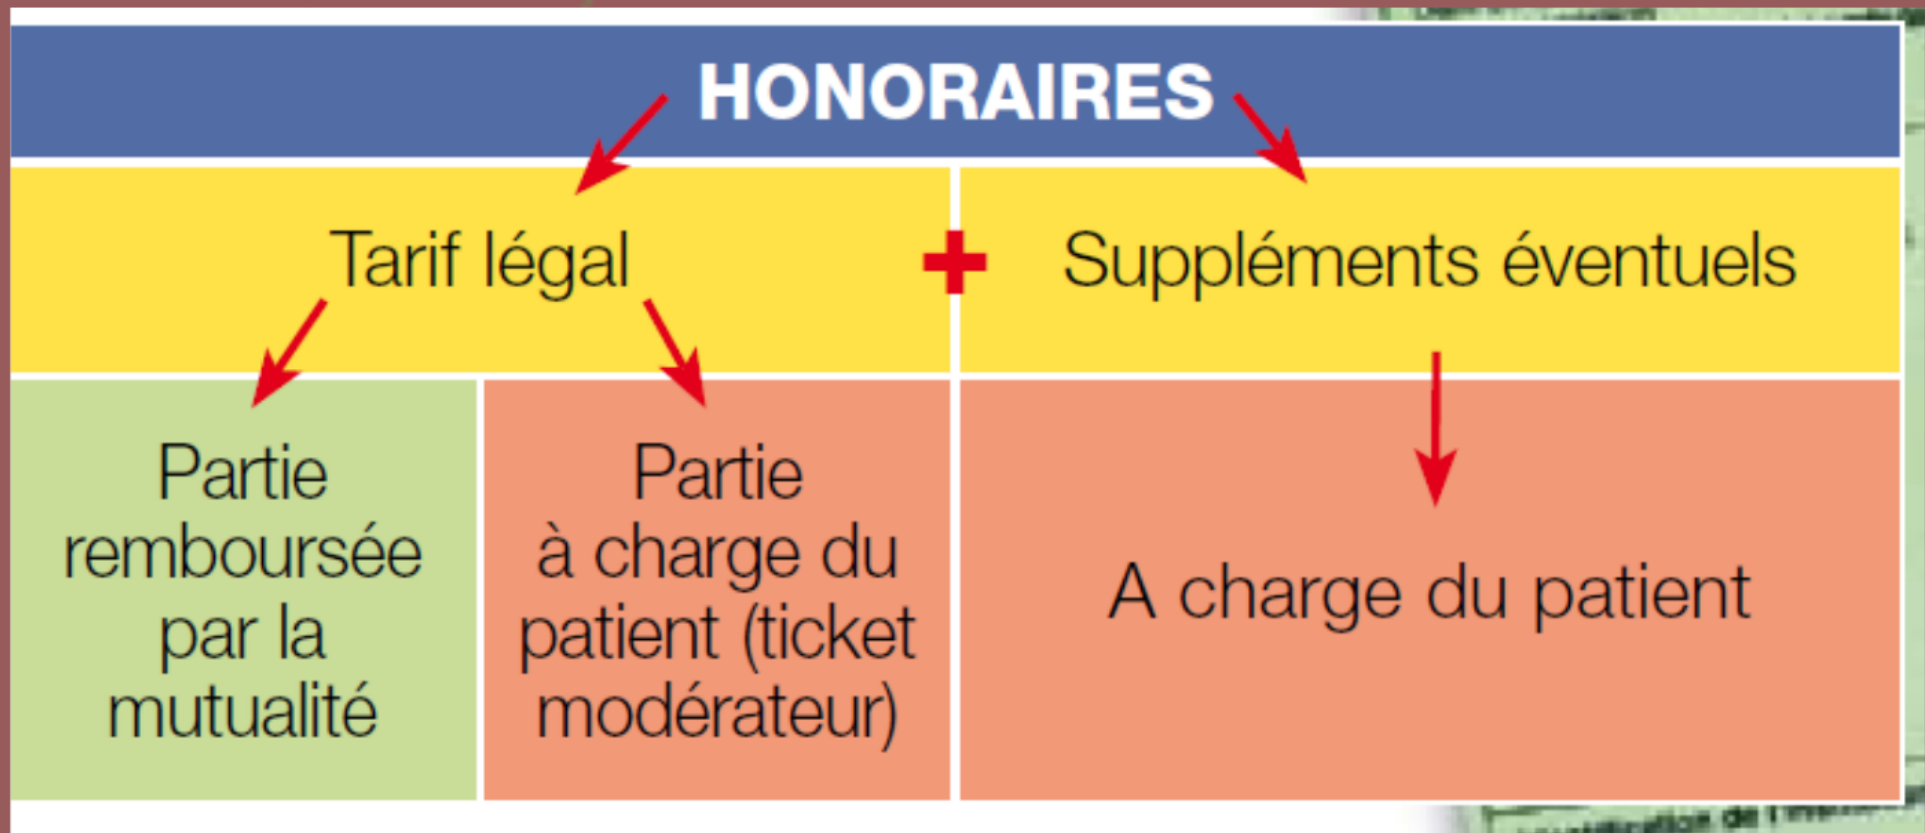 HONORAIRES
Tarif légal + Suppléments éventuels
Partie
remboursée
par la
mutualité
Partie
à charge du
patient (ticket
modérateur)
A charge du patient